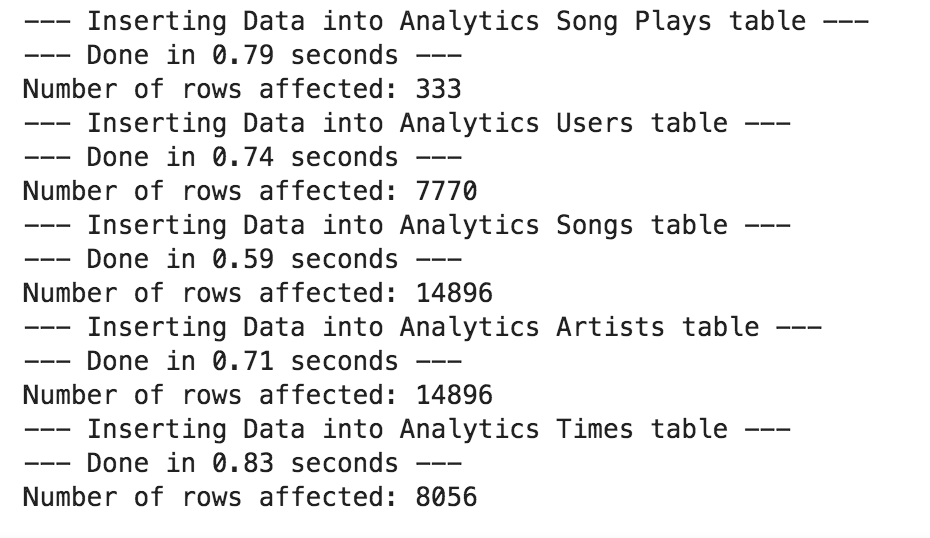 --- Inserting Data into Analytics Song Plays table ---
--- Done in 0.79 seconds ---
Number of rows affected: 333
--- Inserting Data into Analytics Users table ---
--- Done in 0.74 seconds ---
Number of rows affected: 7770
--- Inserting Data into Analytics Songs table ---
--- Done in 0.59 seconds ---
Number of rows affected: 14896
--- Inserting Data into Analytics Artists table ---
--- Done in 0.71 seconds ---
Number of rows affected: 14896
--- Inserting Data into Analytics Times table ---
--- Done in 0.83 seconds ---
Number of rows affected: 8056